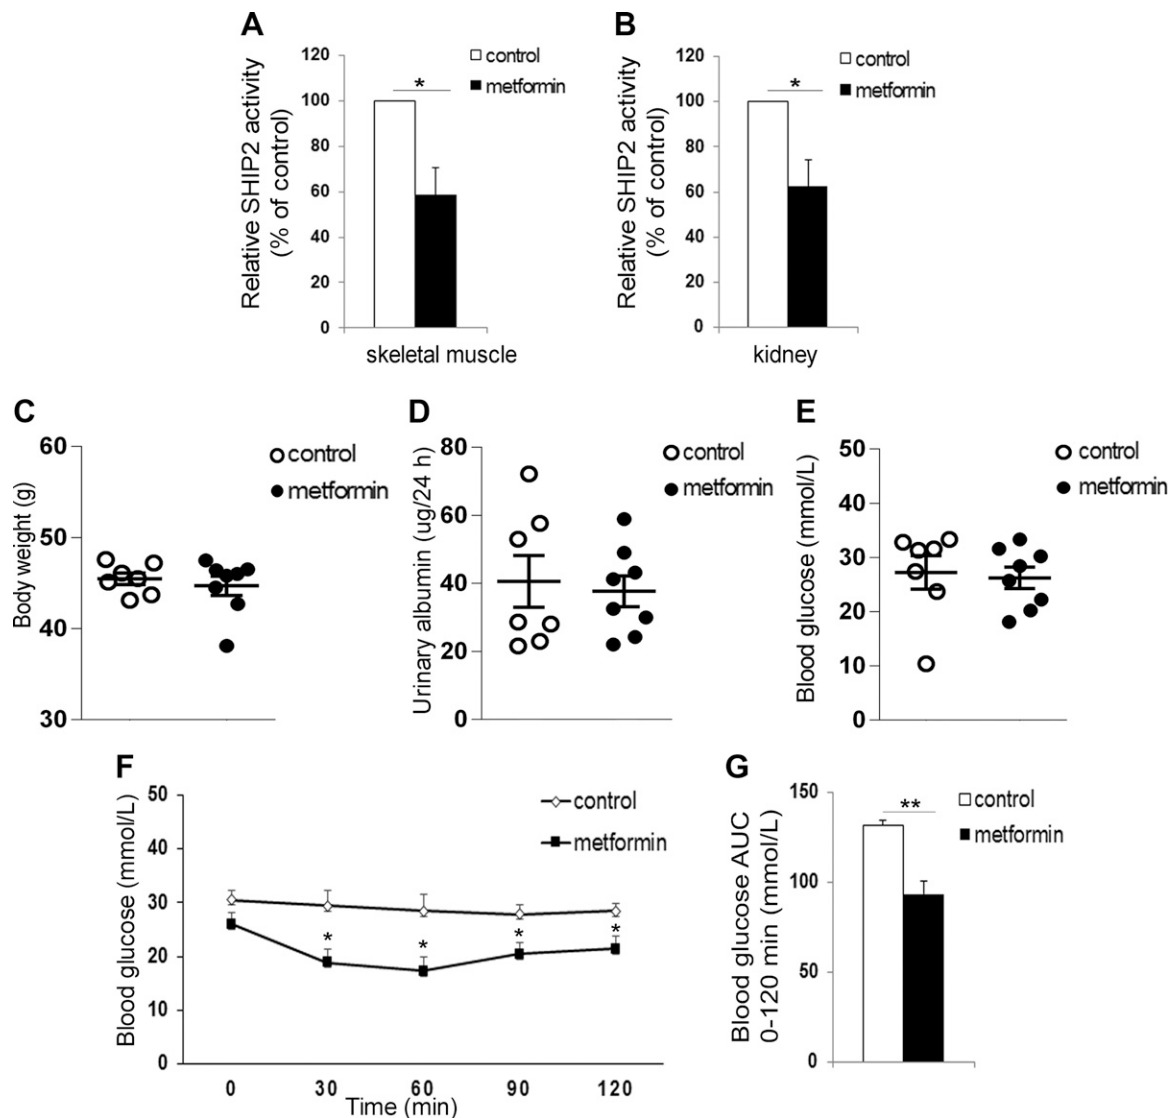 A
Relative SHIP2 activity
(% of control)
120
100
80
60
40
20
0
*
control
metformin
skeletal muscle
B
Relative SHIP2 activity
(% of control)
120
100
80
60
40
20
0
*
control
metformin
kidney
C
Body weight (g)
60
50
40
30
control
metformin
D
Urinary albumin (ug/24 h)
80
60
40
20
0
control
metformin
E
Blood glucose (mmol/L)
50
40
30
20
10
0
control
metformin
F
Blood glucose (mmol/L)
50
40
30
20
10
0
control
metformin
* * * *
0 30 60 90 120
Time (min)
G
Blood glucose AUC
0-120 min (mmol/L)
150
100
50
0
**
control
metformin